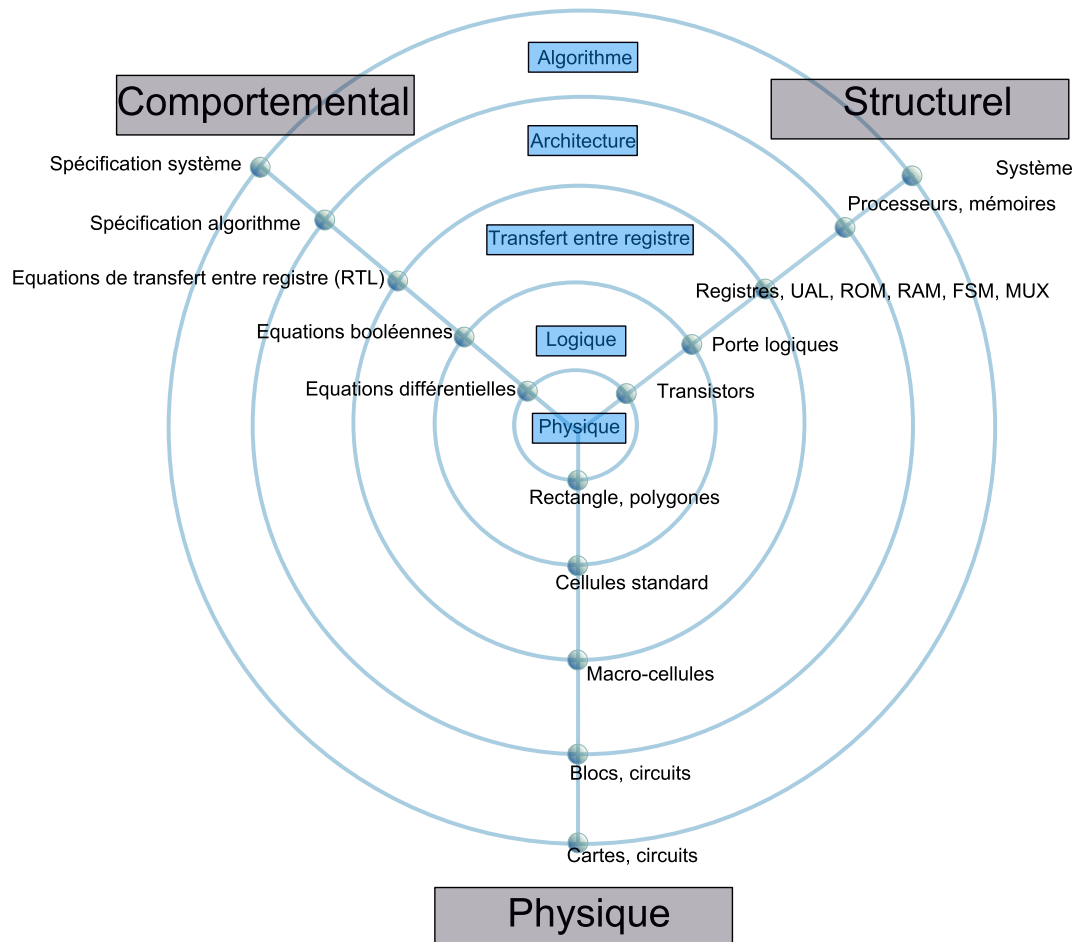 Algorithme
Comportemental
Structurel
Architecture
Spécification système
Système
Processeurs, mémoires
Spécification algorithme
Transfert entre registre
Equations de transfert entre registre (RTL)
Registres, UAL, ROM, RAM, FSM, MUX
Equations booléennes
Logique
Porte logiques
Equations différentielles
Transistors
Physique
Rectangle, polygones
Cellules standard
Macro-cellules
Blocs, circuits
Cartes, circuits
Physique